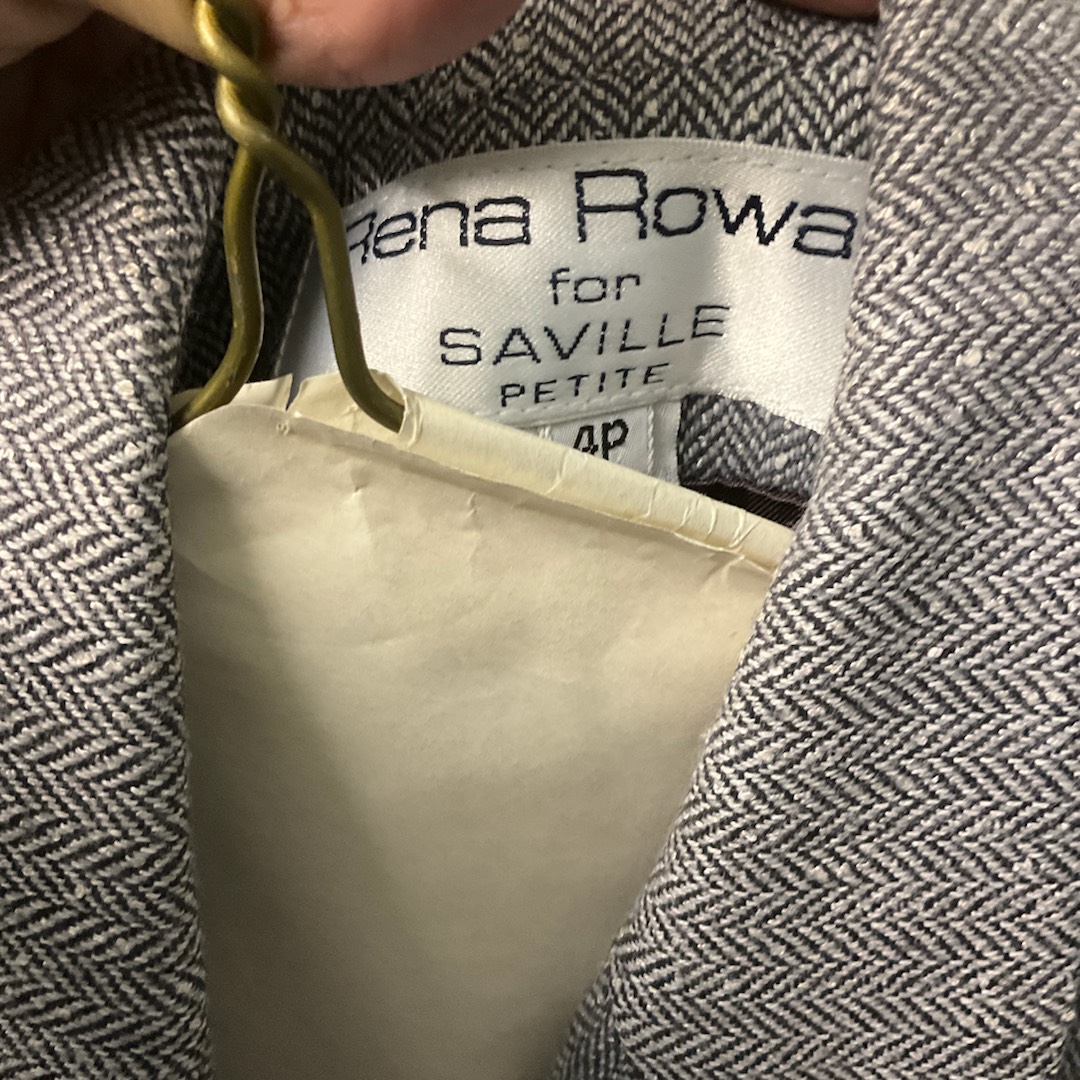 Rena Rowa
for
SAVILLE
PETITE
4P